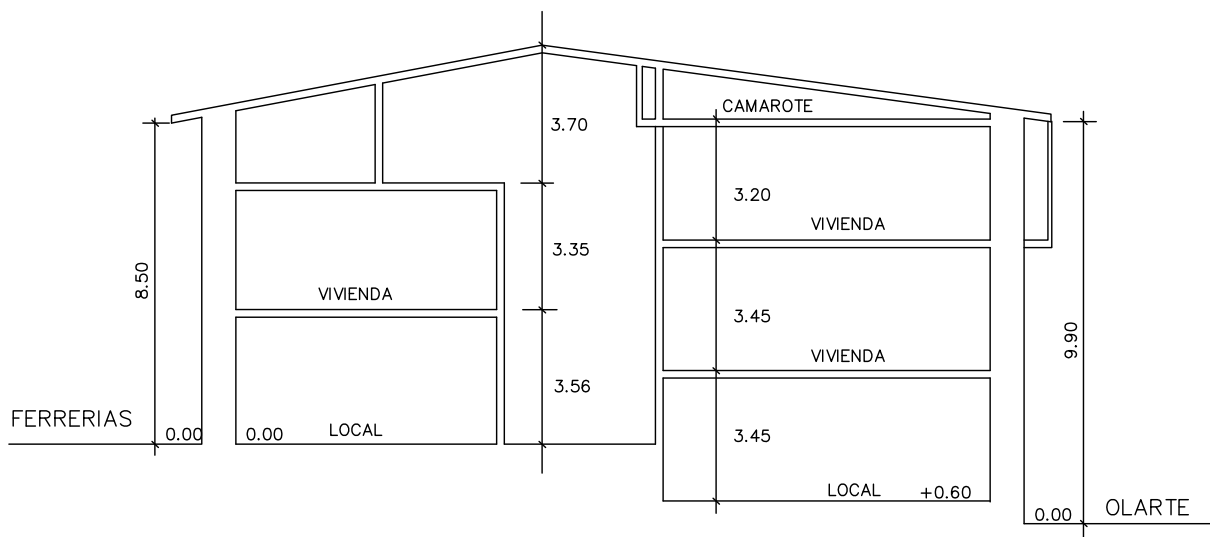 CAMAROTE
3.70
3.20
VIVIENDA
3.35
8.50
VIVIENDA
3.45
9.90
VIVIENDA
3.56
FERRERIAS
0.00
0.00
LOCAL
3.45
LOCAL
+0.60
0.00
OLARTE